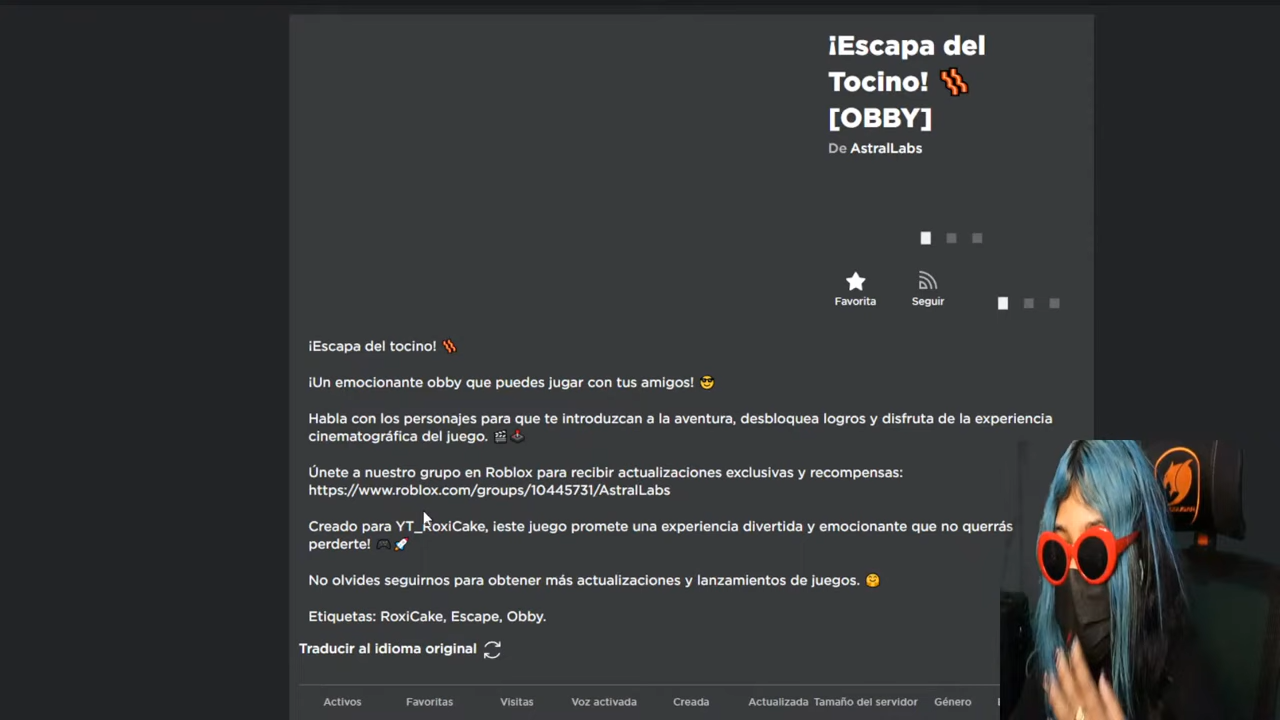 ¡Escapa del
Tocino!
[OBBY]
De AstralLabs
Favorita
Seguir
¡Escapa del tocino!
¡Un emocionante obby que puedes jugar con tus amigos!
Habla con los personajes para que te introduzcan a la aventura, desbloquea logros y disfruta de la experiencia
cinematográfica del juego.
Únete a nuestro grupo en Roblox para recibir actualizaciones exclusivas y recompensas:
https://www.roblox.com/groups/10445731/AstralLabs
Creado para YT_RoxiCake, ¡este juego promete una experiencia divertida y emocionante que no querrás
perderte!
No olvides seguirnos para obtener más actualizaciones y lanzamientos de juegos.
Etiquetas: RoxiCake, Escape, Obby.
Traducir al idioma original
Activos Favoritas Visitas Voz activada Creada Actualizada Tamaño del servidor Género